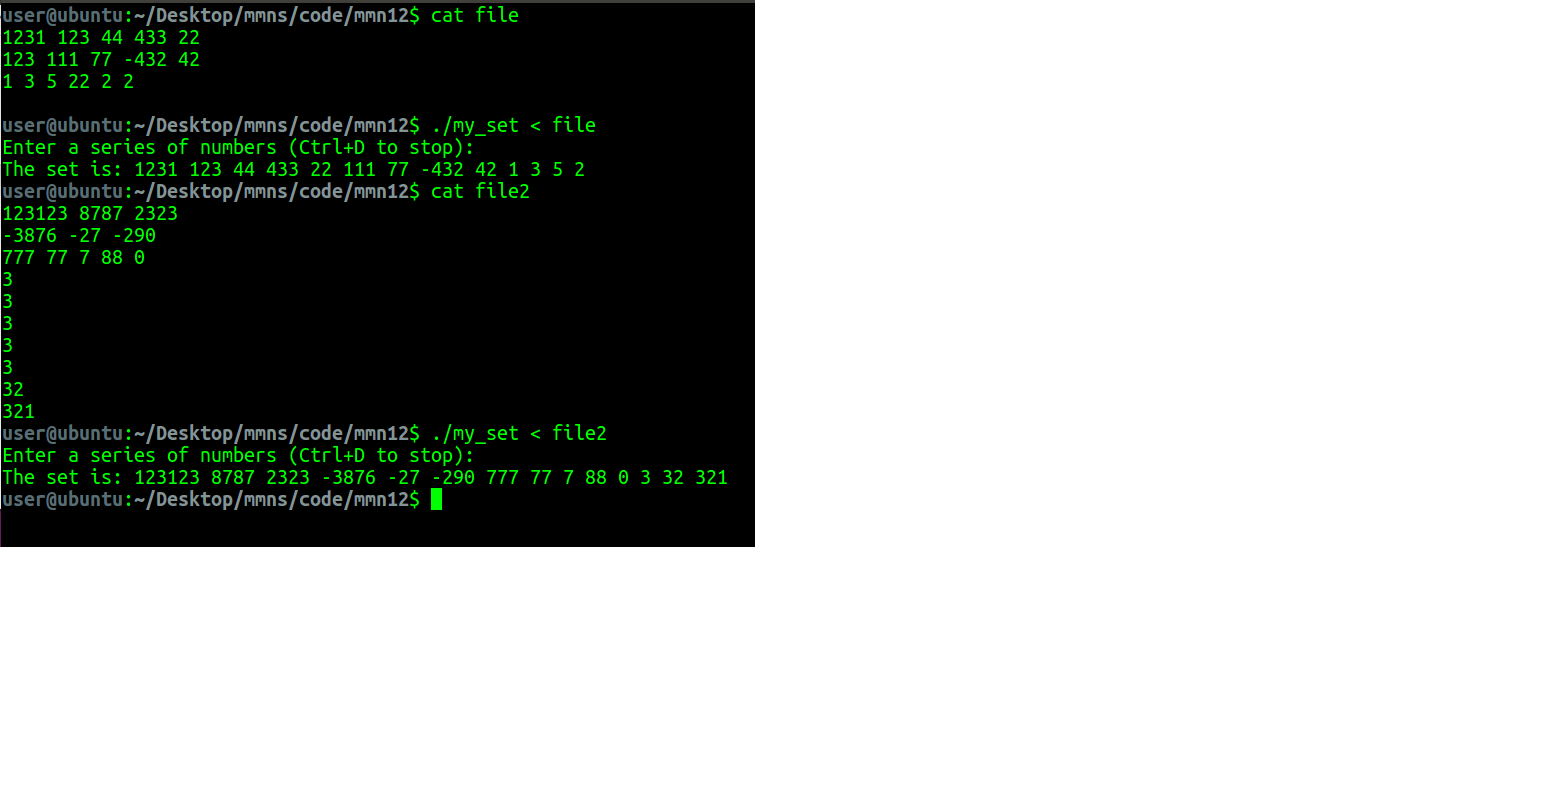 user@ubuntu:~/Desktop/mmns/code/mmn12$ cat file
1231 123 44 433 22
123 111 77 -432 42
1 3 5 22 2 2
user@ubuntu:~/Desktop/mmns/code/mmn12$ ./my_set < file
Enter a series of numbers (Ctrl+D to stop):
The set is: 1231 123 44 433 22 111 77 -432 42 1 3 5 2
user@ubuntu:~/Desktop/mmns/code/mmn12$ cat file2
123123 8787 2323
-3876 -27 -290
777 77 7 88 0
3
3
3
3
3
32
321
user@ubuntu:~/Desktop/mmns/code/mmn12$ ./my_set < file2
Enter a series of numbers (Ctrl+D to stop):
The set is: 123123 8787 2323 -3876 -27 -290 777 77 7 88 0 3 32 321
user@ubuntu:~/Desktop/mmns/code/mmn12$